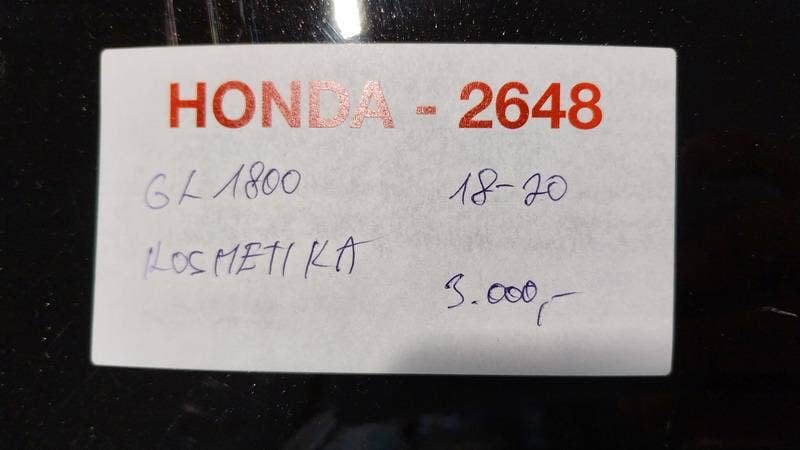 HONDA - 2648
GL 1800 18-20
KOSMETIKA
3.000,-